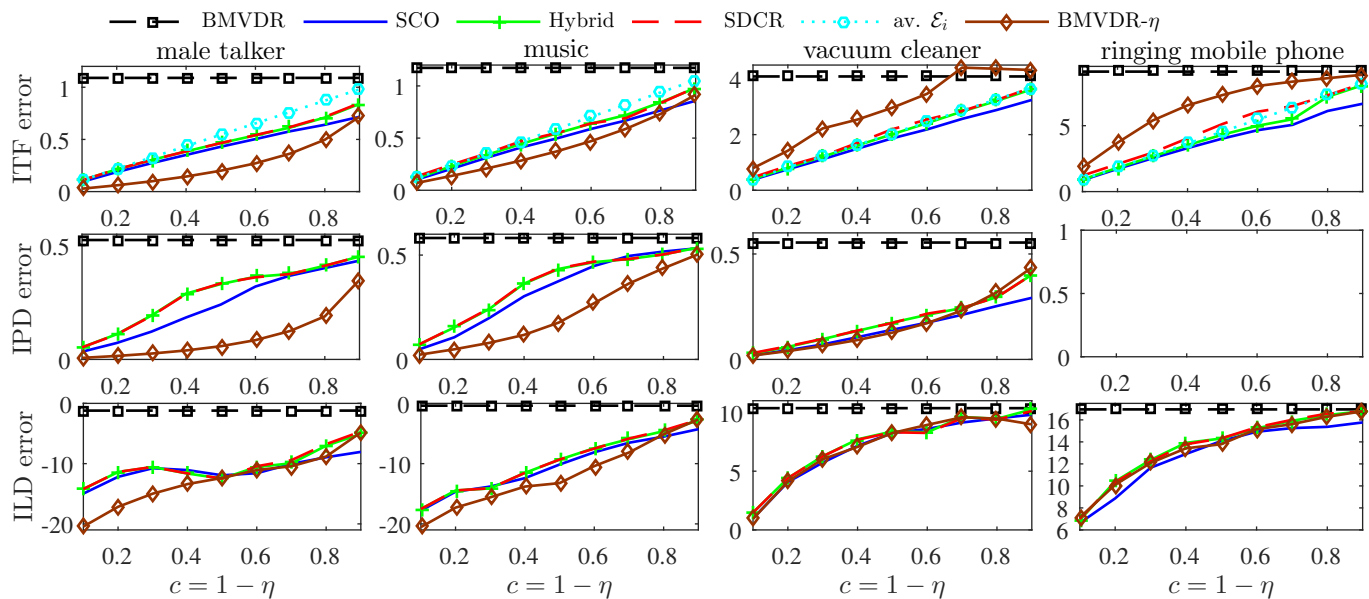 BMVDR SCO Hybrid SDCR av. ℰᵢ BMVDR-η
male talker music vacuum cleaner ringing mobile phone
ITF error
1
0.5
0
0.2 0.4 0.6 0.8
1
0.5
0
0.2 0.4 0.6 0.8
4
2
0
0.2 0.4 0.6 0.8
5
0
0.2 0.4 0.6 0.8
IPD error
0.5
0
0.2 0.4 0.6 0.8
0.5
0
0.2 0.4 0.6 0.8
0.5
0
0.2 0.4 0.6 0.8
1
0.5
0
0.2 0.4 0.6 0.8
ILD error
0
-10
-20
0.2 0.4 0.6 0.8
c = 1 − η
0
-10
-20
0.2 0.4 0.6 0.8
c = 1 − η
10
5
0
0.2 0.4 0.6 0.8
c = 1 − η
16
14
12
10
8
6
0.2 0.4 0.6 0.8
c = 1 − η